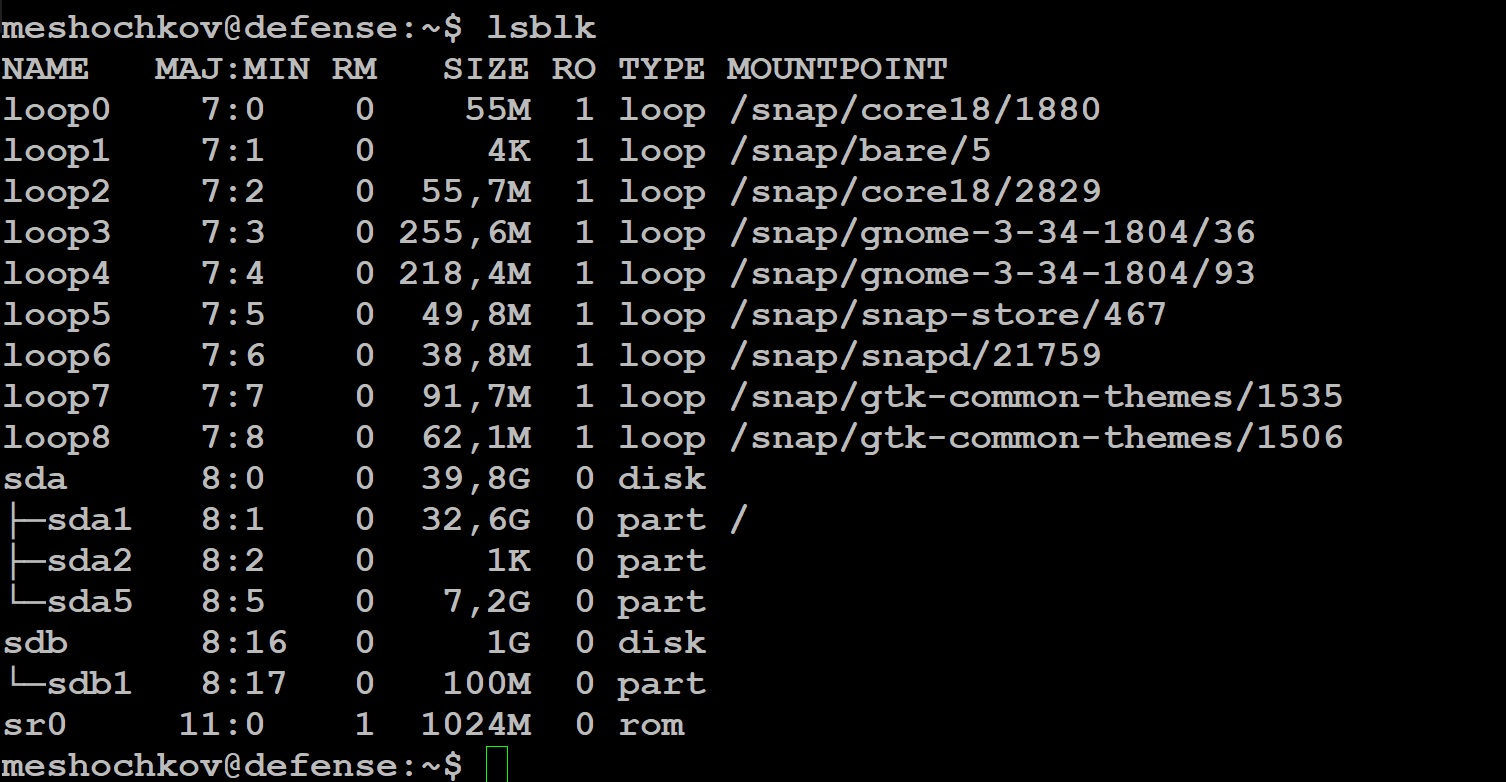 meshochkov@defense:~$ lsblk
NAME   MAJ:MIN RM   SIZE RO TYPE MOUNTPOINT
loop0    7:0    0    55M  1 loop /snap/core18/1880
loop1    7:1    0     4K  1 loop /snap/bare/5
loop2    7:2    0  55,7M  1 loop /snap/core18/2829
loop3    7:3    0 255,6M  1 loop /snap/gnome-3-34-1804/36
loop4    7:4    0 218,4M  1 loop /snap/gnome-3-34-1804/93
loop5    7:5    0  49,8M  1 loop /snap/snap-store/467
loop6    7:6    0  38,8M  1 loop /snap/snapd/21759
loop7    7:7    0  91,7M  1 loop /snap/gtk-common-themes/1535
loop8    7:8    0  62,1M  1 loop /snap/gtk-common-themes/1506
sda      8:0    0  39,8G  0 disk
├─sda1   8:1    0  32,6G  0 part /
├─sda2   8:2    0     1K  0 part
└─sda5   8:5    0   7,2G  0 part
sdb      8:16   0     1G  0 disk
└─sdb1   8:17   0   100M  0 part
sr0     11:0    1  1024M  0 rom
meshochkov@defense:~$